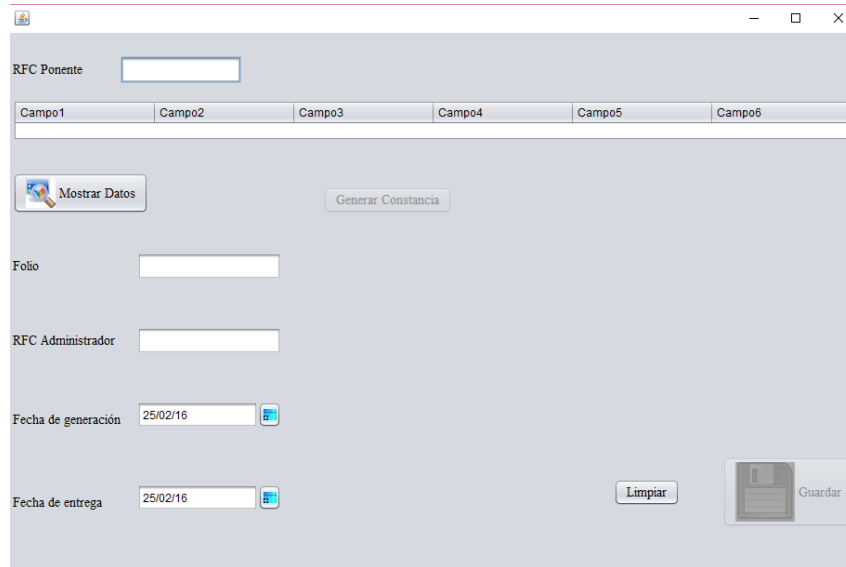 RFC Ponente
Campo1 Campo2 Campo3 Campo4 Campo5 Campo6
Mostrar Datos Generar Constancia
Folio
RFC Administrador
Fecha de generación 25/02/16
Fecha de entrega 25/02/16 Limpiar Guardar